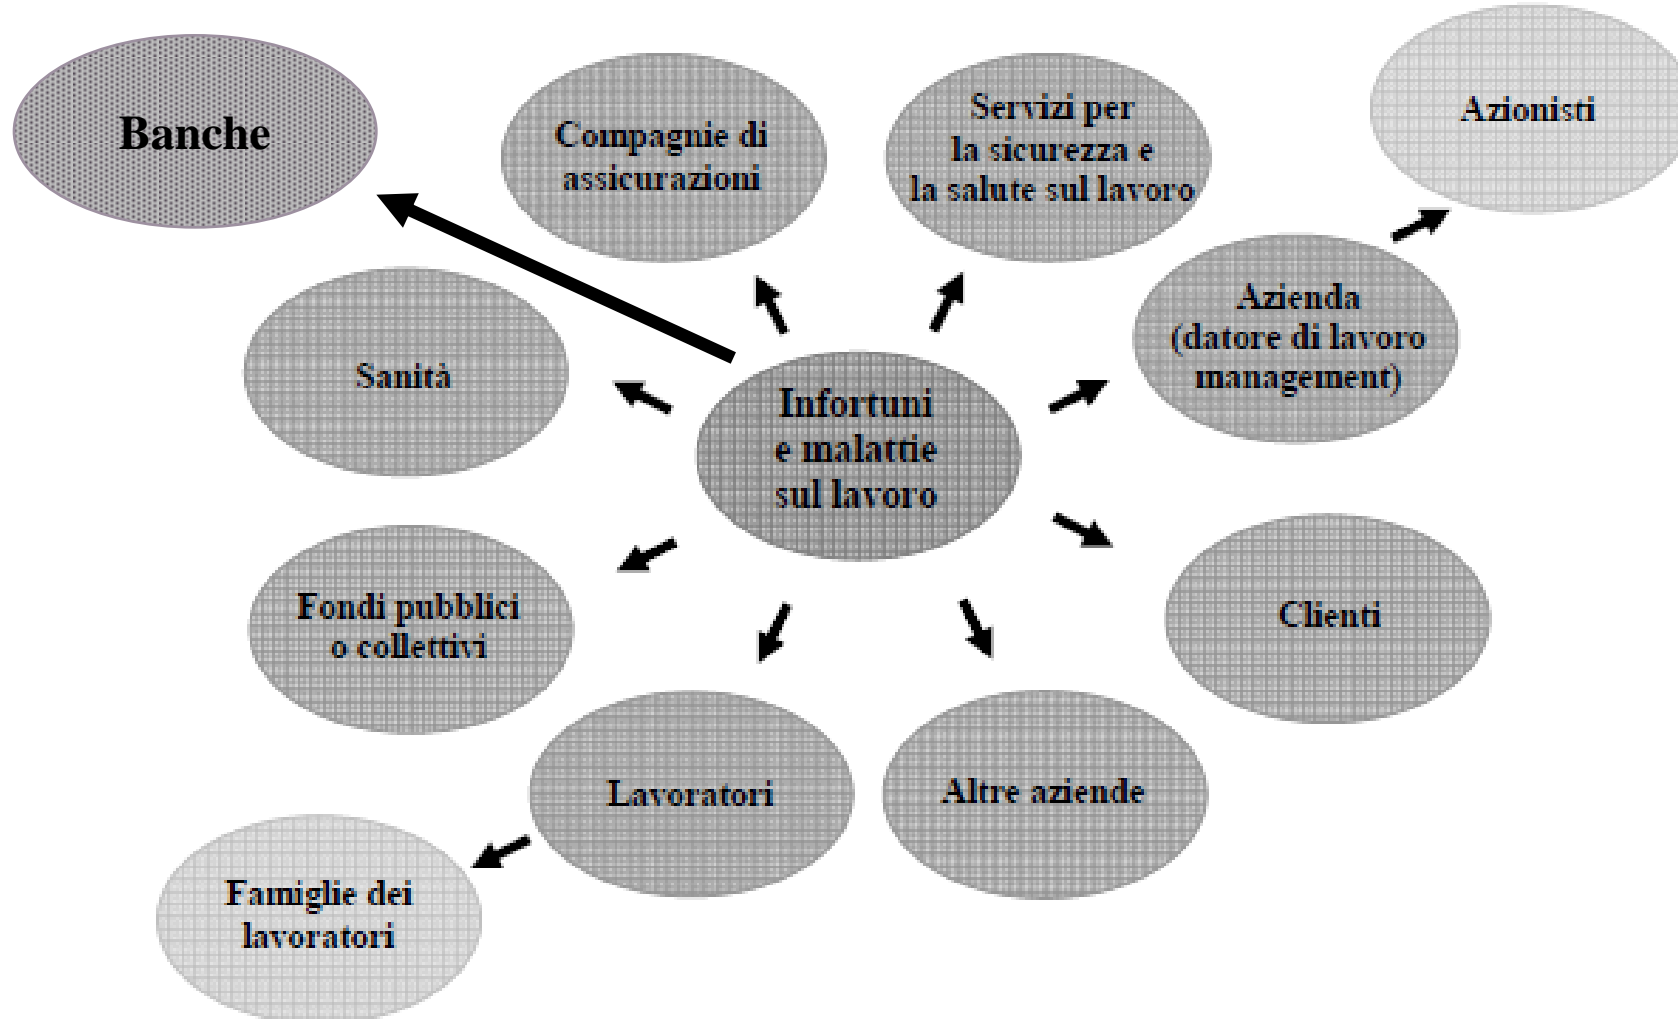 Banche
Compagnie di
assicurazioni
Servizi per
la sicurezza e
la salute sul lavoro
Azionisti
Sanità
Infortuni
e malattie
sul lavoro
Azienda
(datore di lavoro
management)
Fondi pubblici
o collettivi
Clienti
Lavoratori
Altre aziende
Famiglie dei
lavoratori